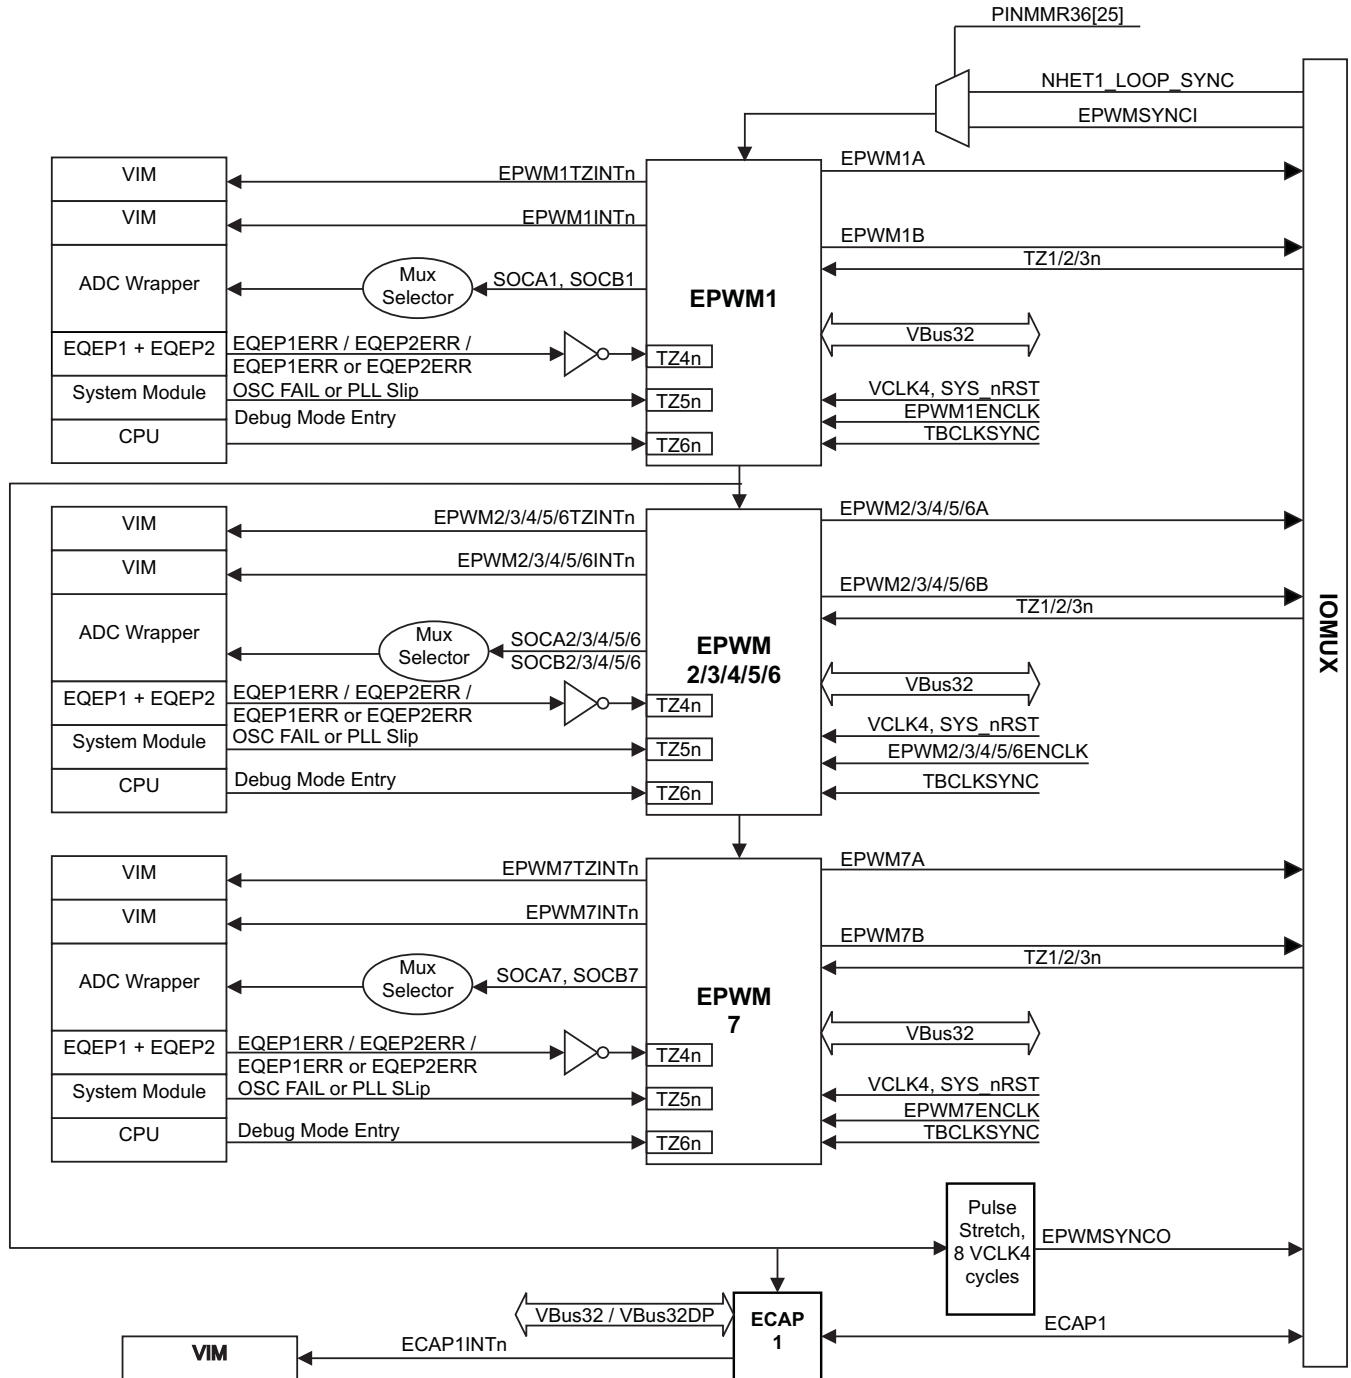 PINMMR36[25]
NHET1_LOOP_SYNC
EPWMSYNCI
VIM
EPWM1TZINTn
EPWM1A
VIM
EPWM1INTn
EPWM1B
TZ1/2/3n
ADC Wrapper
Mux
Selector
SOCA1, SOCB1
EPWM1
VBus32
EQEP1 + EQEP2
EQEP1ERR / EQEP2ERR /
EQEP1ERR or EQEP2ERR
TZ4n
System Module
OSC FAIL or PLL Slip
TZ5n
VCLK4, SYS_nRST
EPWM1ENCLK
Debug Mode Entry
CPU
TZ6n
TBCLKSYNC
VIM
EPWM2/3/4/5/6TZINTn
EPWM2/3/4/5/6A
VIM
EPWM2/3/4/5/6INTn
EPWM2/3/4/5/6B
TZ1/2/3n
IOMUX
ADC Wrapper
Mux
Selector
SOCA2/3/4/5/6
SOCB2/3/4/5/6
EPWM
2/3/4/5/6
VBus32
EQEP1 + EQEP2
EQEP1ERR / EQEP2ERR /
EQEP1ERR or EQEP2ERR
TZ4n
System Module
OSC FAIL or PLL Slip
TZ5n
VCLK4, SYS_nRST
EPWM2/3/4/5/6ENCLK
CPU
Debug Mode Entry
TZ6n
TBCLKSYNC
VIM
EPWM7TZINTn
EPWM7A
VIM
EPWM7INTn
EPWM7B
TZ1/2/3n
ADC Wrapper
Mux
Selector
SOCA7, SOCB7
EPWM
7
VBus32
EQEP1 + EQEP2
EQEP1ERR / EQEP2ERR /
EQEP1ERR or EQEP2ERR
TZ4n
System Module
OSC FAIL or PLL SLip
TZ5n
VCLK4, SYS_nRST
EPWM7ENCLK
CPU
Debug Mode Entry
TZ6n
TBCLKSYNC
Pulse
Stretch,
8 VCLK4
cycles
EPWMSYNCO
VBus32 / VBus32DP
ECAP
1
ECAP1
VIM
ECAP1INTn